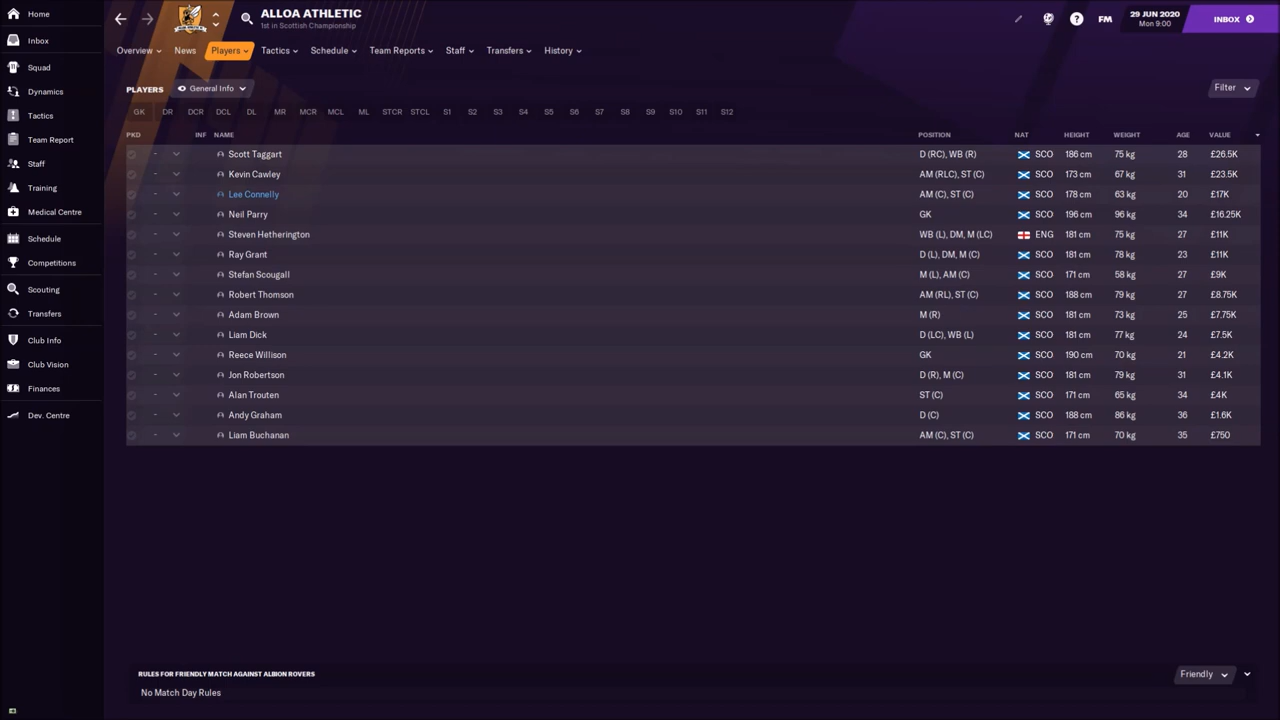 Home
Inbox
Squad
Dynamics
Tactics
Team Report
Staff
Training
Medical Centre
Schedule
Competitions
Scouting
Transfers
Club Info
Club Vision
Finances
Dev. Centre
ALLOA ATHLETIC
1st in Scottish Championship
FM
29 JUN 2020
Mon 9:00
INBOX
Overview News Players Tactics Schedule Team Reports Staff Transfers History
PLAYERS General Info Filter
GK DR DCR DCL DL MR MCR MCL ML STCR STCL S1 S2 S3 S4 S5 S6 S7 S8 S9 S10 S11 S12
PKD INF NAME POSITION NAT HEIGHT WEIGHT AGE VALUE
- Scott Taggart D (RC), WB (R) SCO 186 cm 75 kg 28 £26.5K
- Kevin Cawley AM (RLC), ST (C) SCO 173 cm 67 kg 31 £23.5K
- Lee Connelly AM (C), ST (C) SCO 178 cm 63 kg 20 £17K
- Neil Parry GK SCO 196 cm 96 kg 34 £16.25K
- Steven Hetherington WB (L), DM, M (LC) ENG 181 cm 75 kg 27 £11K
- Ray Grant D (L), DM, M (C) SCO 181 cm 78 kg 23 £11K
- Stefan Scougall M (L), AM (C) SCO 171 cm 58 kg 27 £9K
- Robert Thomson AM (RL), ST (C) SCO 188 cm 79 kg 27 £8.75K
- Adam Brown M (R) SCO 181 cm 73 kg 25 £7.75K
- Liam Dick D (LC), WB (L) SCO 181 cm 77 kg 24 £7.5K
- Reece Willison GK SCO 190 cm 70 kg 21 £4.2K
- Jon Robertson D (R), M (C) SCO 181 cm 79 kg 31 £4.1K
- Alan Trouten ST (C) SCO 171 cm 65 kg 34 £4K
- Andy Graham D (C) SCO 188 cm 86 kg 36 £1.6K
- Liam Buchanan AM (C), ST (C) SCO 171 cm 70 kg 35 £750
RULES FOR FRIENDLY MATCH AGAINST ALBION ROVERS Friendly
No Match Day Rules